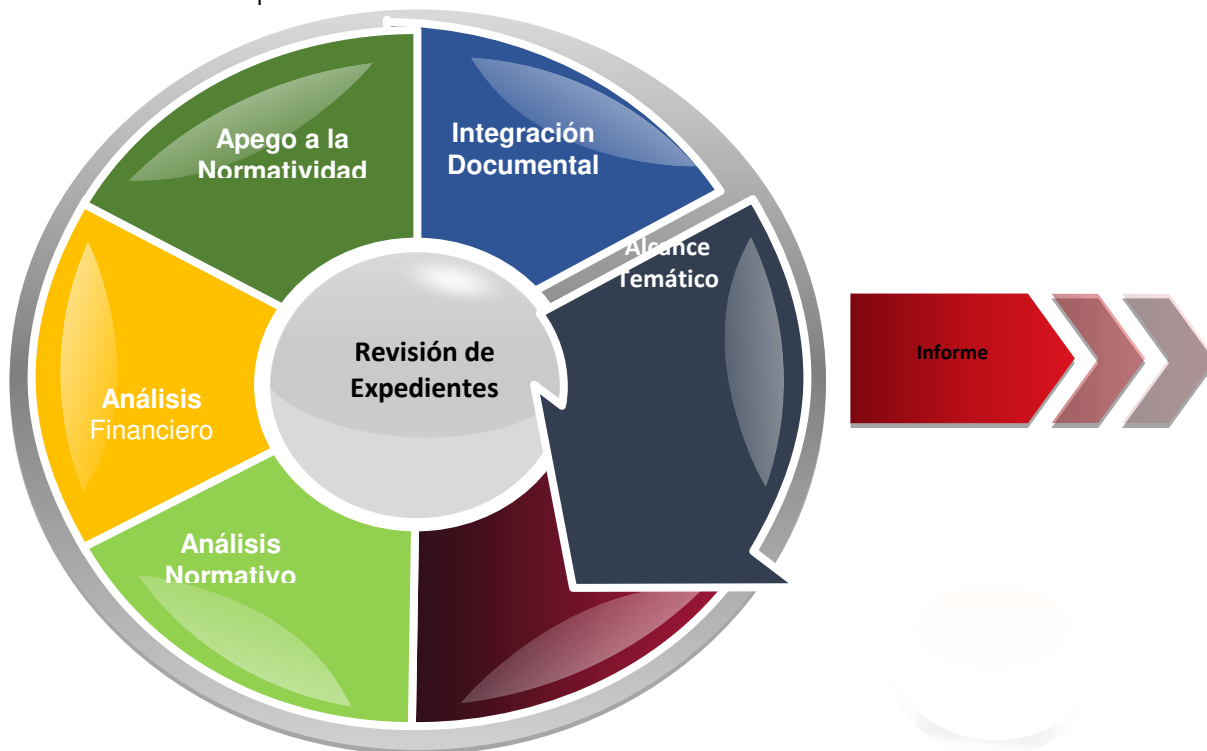 Apego a la
Normatividad
Integración
Documental
Alcance
Temático
Revisión de
Expedientes
Informe
Análisis
Financiero
Análisis
Normativo